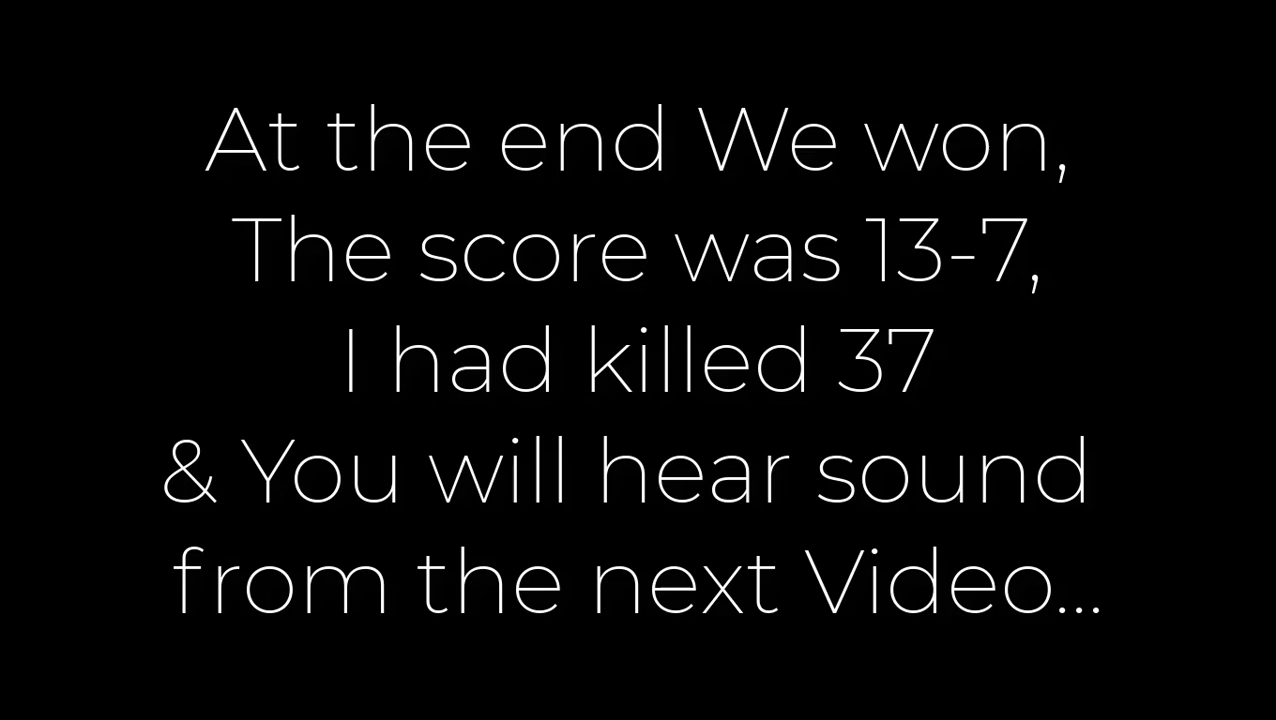 At the end We won,
The score was 13-7,
I had killed 37
& You will hear sound
from the next Video...